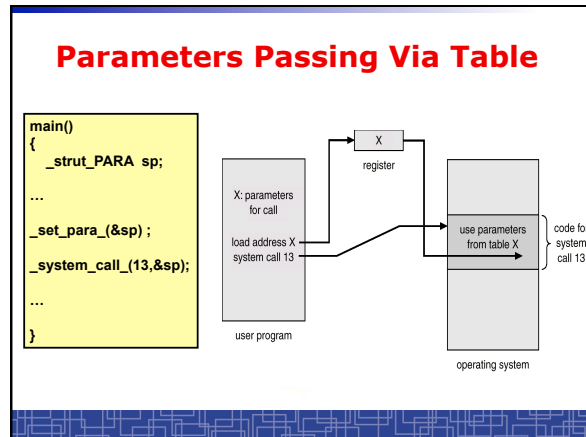 Parameters Passing Via Table
main()
{
_strut_PARA sp;
...
_set_para_(&sp) ;
_system_call_(13,&sp);
...
}
X
register
X: parameters
for call
load address X
system call 13
user program
use parameters
from table X
operating system
code for
system
call 13